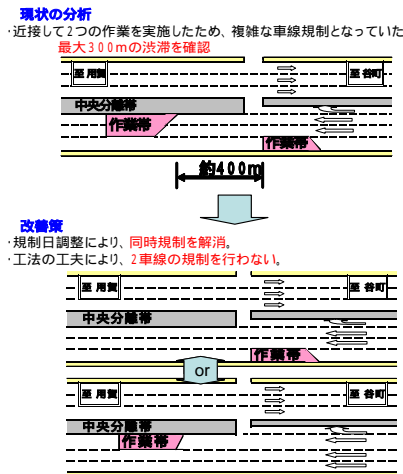 現状の分析
・近接して2つの作業を実施したため、複雑な車線規制となっていた
最大300mの渋滞を確認
至 用賀
至 谷町
中央分離帯
作業帯
作業帯
約400m
改善策
・規制日調整により、同時規制を解消。
・工法の工夫により、2車線の規制を行わない。
至 用賀
至 谷町
中央分離帯
作業帯
or
至 用賀
至 谷町
中央分離帯
作業帯